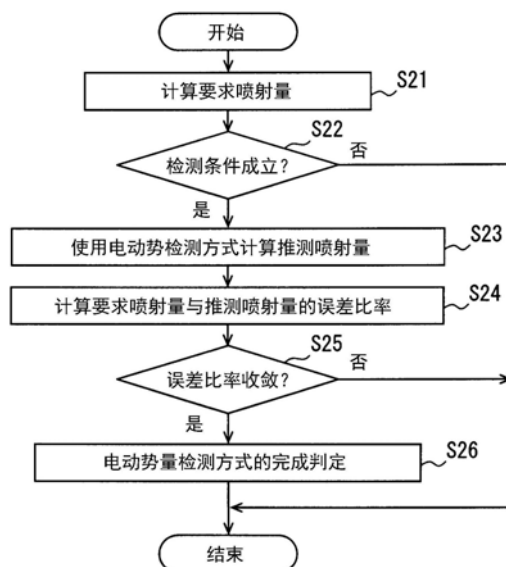 开始
计算要求喷射量
S21
检测条件成立?
S22
否
是
使用电动势检测方式计算推测喷射量
S23
计算要求喷射量与推测喷射量的误差比率
S24
误差比率收敛?
S25
否
是
电动势量检测方式的完成判定
S26
结束